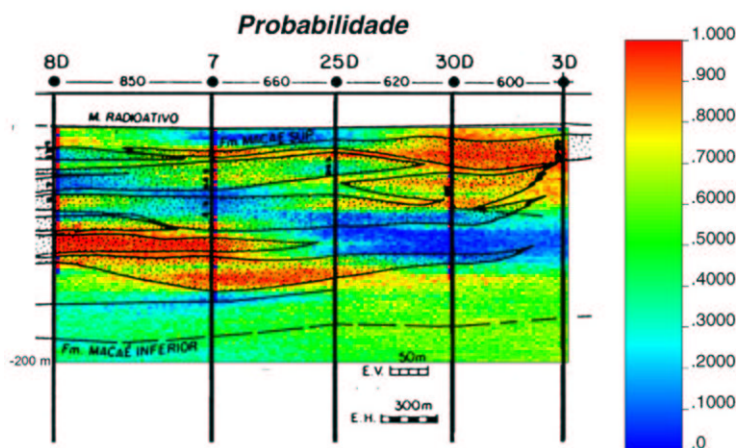 Probabilidade
8D 7 25D 30D 3D
850 660 620 600
M. RADIOATIVO
Fm. MACAE SUP.
Fm. MACAÉ INFERIOR
-200 m
50m
E.V.
300m
E.H.
1.000
.900
.8000
.7000
.6000
.5000
.4000
.3000
.2000
.1000
.0